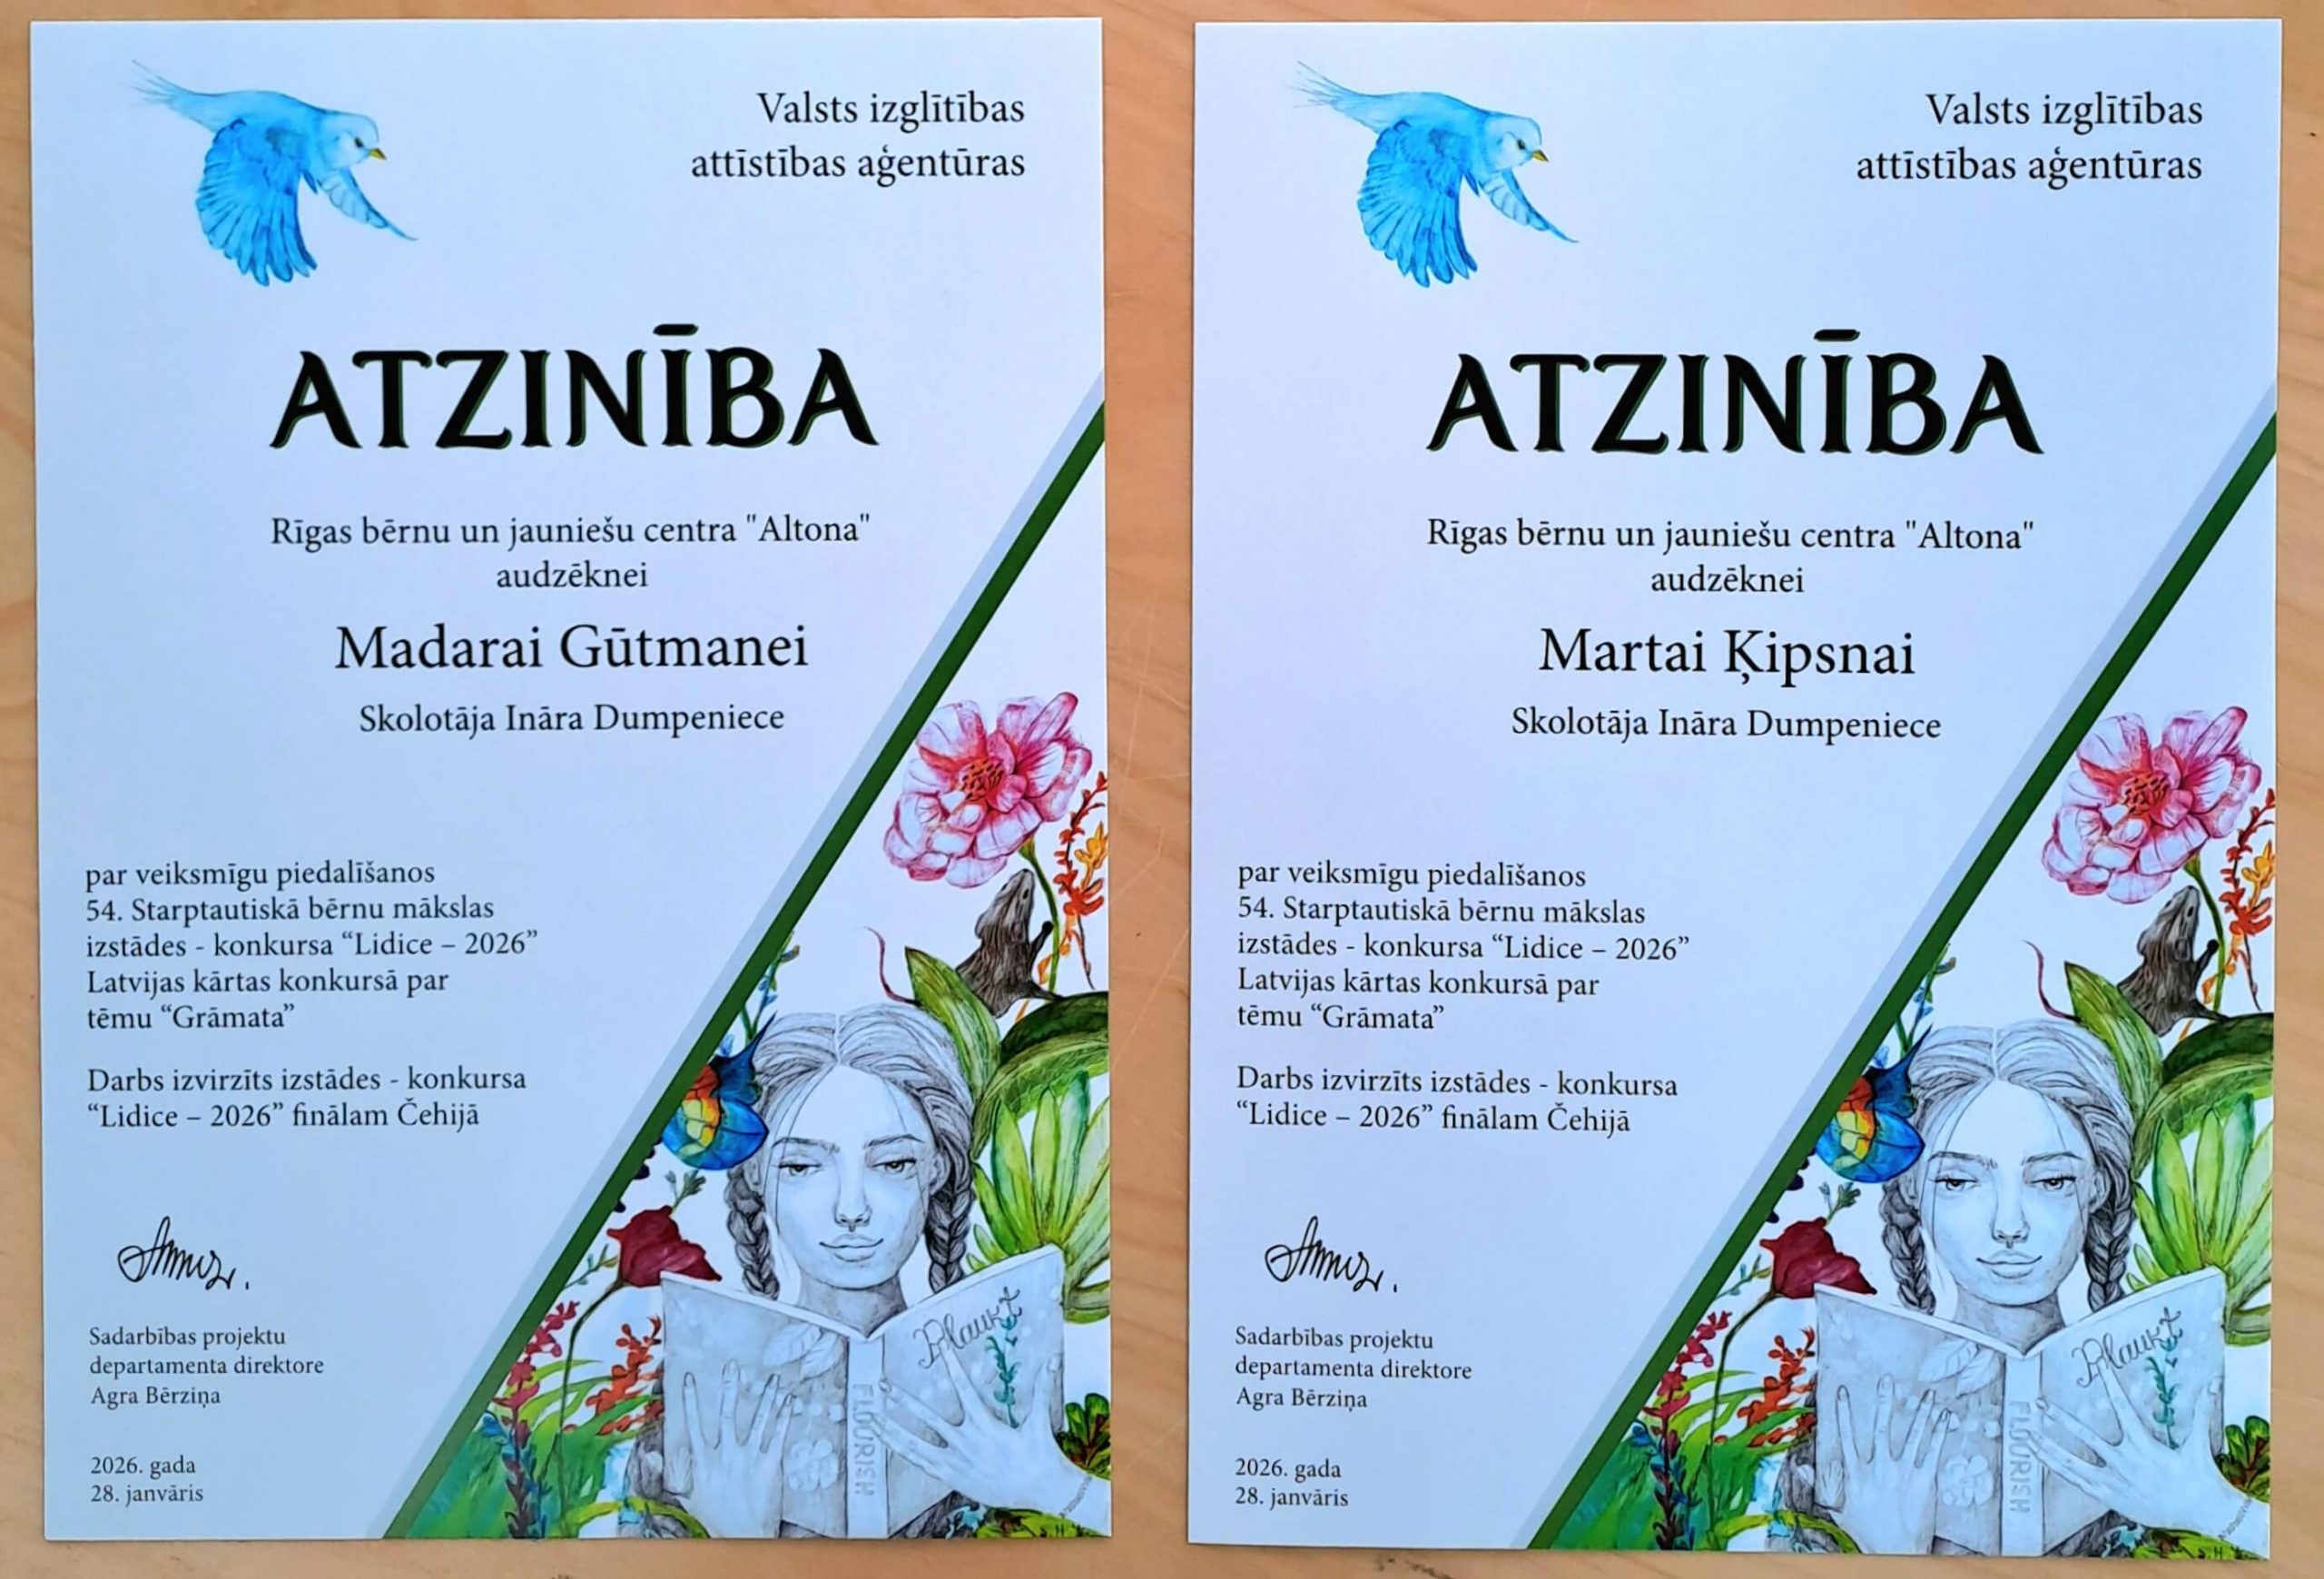 Valsts izglītības
attīstības aģentūras
ATZINĪBA
Rīgas bērnu un jauniešu centra "Altona"
audzēknei
Madarai Gūtmanei
Skolotāja Ināra Dumpeniece
par veiksmīgu piedalīšanos
54. Starptautiskā bērnu mākslas
izstādes - konkursa “Lidice – 2026”
Latvijas kārtas konkursā par
tēmu “Grāmata”
Darbs izvirzīts izstādes - konkursa
“Lidice – 2026” finālam Čehijā
Sadarbības projektu
departamenta direktore
Agra Bērziņa
2026. gada
28. janvāris
Plaukt
FLOURISH
Valsts izglītības
attīstības aģentūras
ATZINĪBA
Rīgas bērnu un jauniešu centra "Altona"
audzēknei
Martai Ķipsnai
Skolotāja Ināra Dumpeniece
par veiksmīgu piedalīšanos
54. Starptautiskā bērnu mākslas
izstādes - konkursa “Lidice – 2026”
Latvijas kārtas konkursā par
tēmu “Grāmata”
Darbs izvirzīts izstādes - konkursa
“Lidice – 2026” finālam Čehijā
Sadarbības projektu
departamenta direktore
Agra Bērziņa
2026. gada
28. janvāris
Plaukt
FLOURISH